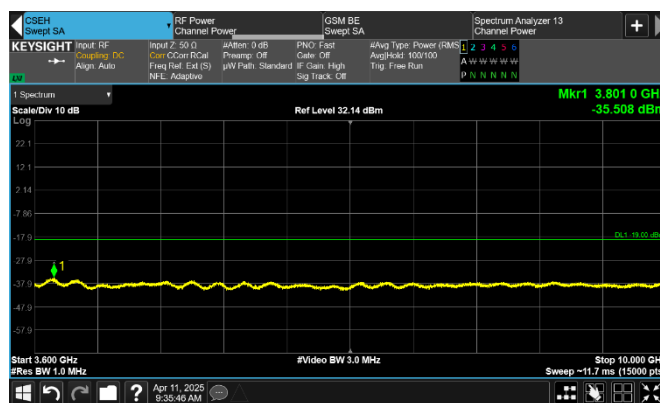 CSEH
Swept SA
RF Power
Channel Power
GSM BE
Swept SA
Spectrum Analyzer 13
Channel Power
+
KEYSIGHT
Input: RF
Coupling: DC
Align: Auto
Input Z: 50 Ω
Corr CCorr RCal
Freq Ref: Ext (S)
NFE: Adaptive
#Atten: 0 dB
Preamp: Off
µW Path: Standard
PNO: Fast
Gate: Off
IF Gain: High
Sig Track: Off
#Avg Type: Power (RMS
Avg|Hold: 100/100
Trig: Free Run
1 2 3 4 5 6
A W W W W W
P N N N N N
LXI
1 Spectrum
Scale/Div 10 dB
Ref Level 32.14 dBm
Mkr1 3.801 0 GH
-35.508 dBm
Log
22.1
12.1
2.14
-7.86
-17.9
DL1 -19.00 dB
-27.9
1
-37.9
-47.9
-57.9
Start 3.600 GHz
#Video BW 3.0 MHz
Stop 10.000 GH
#Res BW 1.0 MHz
Sweep ~11.7 ms (15000 pts
Apr 11, 2025
9:35:46 AM
?